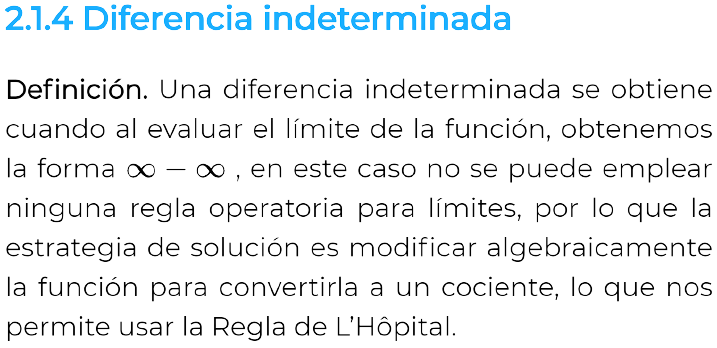 2.1.4 Diferencia indeterminada
Definición. Una diferencia indeterminada se obtiene
cuando al evaluar el límite de la función, obtenemos
la forma ∞ − ∞ , en este caso no se puede emplear
ninguna regla operatoria para límites, por lo que la
estrategia de solución es modificar algebraicamente
la función para convertirla a un cociente, lo que nos
permite usar la Regla de L’Hôpital.